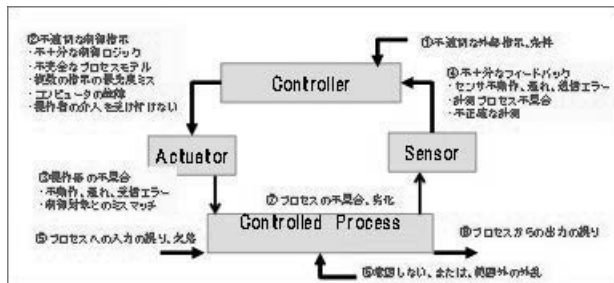 ②不適切な制御指示
・不十分な制御ロジック
・不完全なプロセスモデル
・複数の指示の優先度ミス
・コンピュータの故障
・操作者の介入を受け付けない
①不適切な外部指示、条件
Controller
④不十分なフィードバック
・センサ不動作、遅れ、送信エラー
・計測プロセス不具合
・不正確な計測
Actuator
Sensor
③操作器の不具合
・不動作、遅れ、受信エラー
・制御対象とのミスマッチ
⑦プロセスの不具合、劣化
Controlled Process
⑤プロセスへの入力の誤り、欠落
⑧プロセスからの出力の誤り
⑥意図しない、または、範囲外の外乱